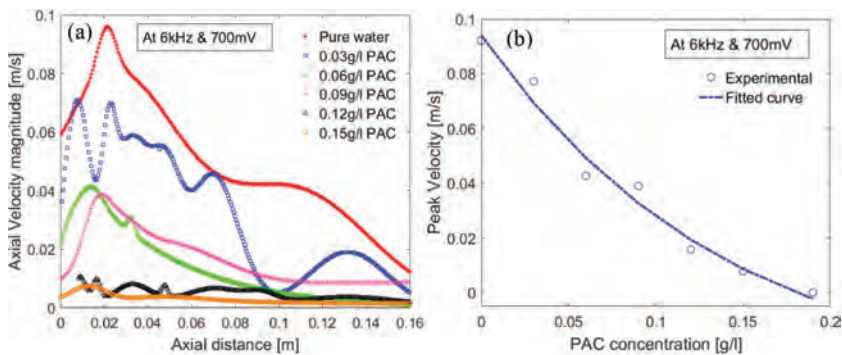 (a)
At 6kHz & 700mV
Pure water
0.03g/l PAC
0.06g/l PAC
0.09g/l PAC
0.12g/l PAC
0.15g/l PAC
Axial Velocity magnitude [m/s]
0.1
0.08
0.06
0.04
0.02
0
0
0.02
0.04
0.06
0.08
0.10
0.12
0.14
0.16
Axial distance [m]
(b)
At 6kHz & 700mV
Experimental
Fitted curve
Peak Velocity [m/s]
0.1
0.08
0.06
0.04
0.02
0
0
0.05
0.1
0.15
0.2
PAC concentration [g/l]